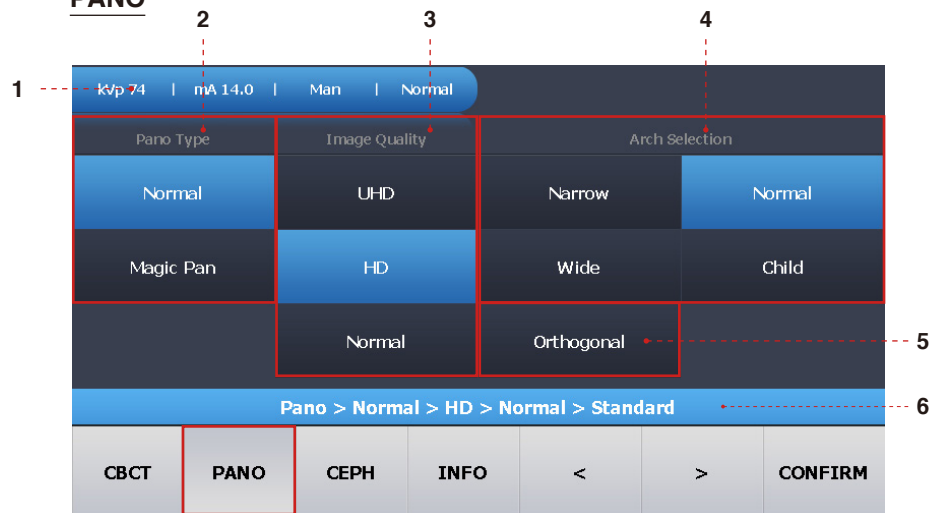 PANO
2 3 4
1
kVp 74 | mA 14.0 | Man | Normal
Pano Type Image Quality Arch Selection
Normal UHD Narrow Normal
Magic Pan HD Wide Child
Normal Orthogonal
5
Pano > Normal > HD > Normal > Standard
6
CBCT PANO CEPH INFO < > CONFIRM